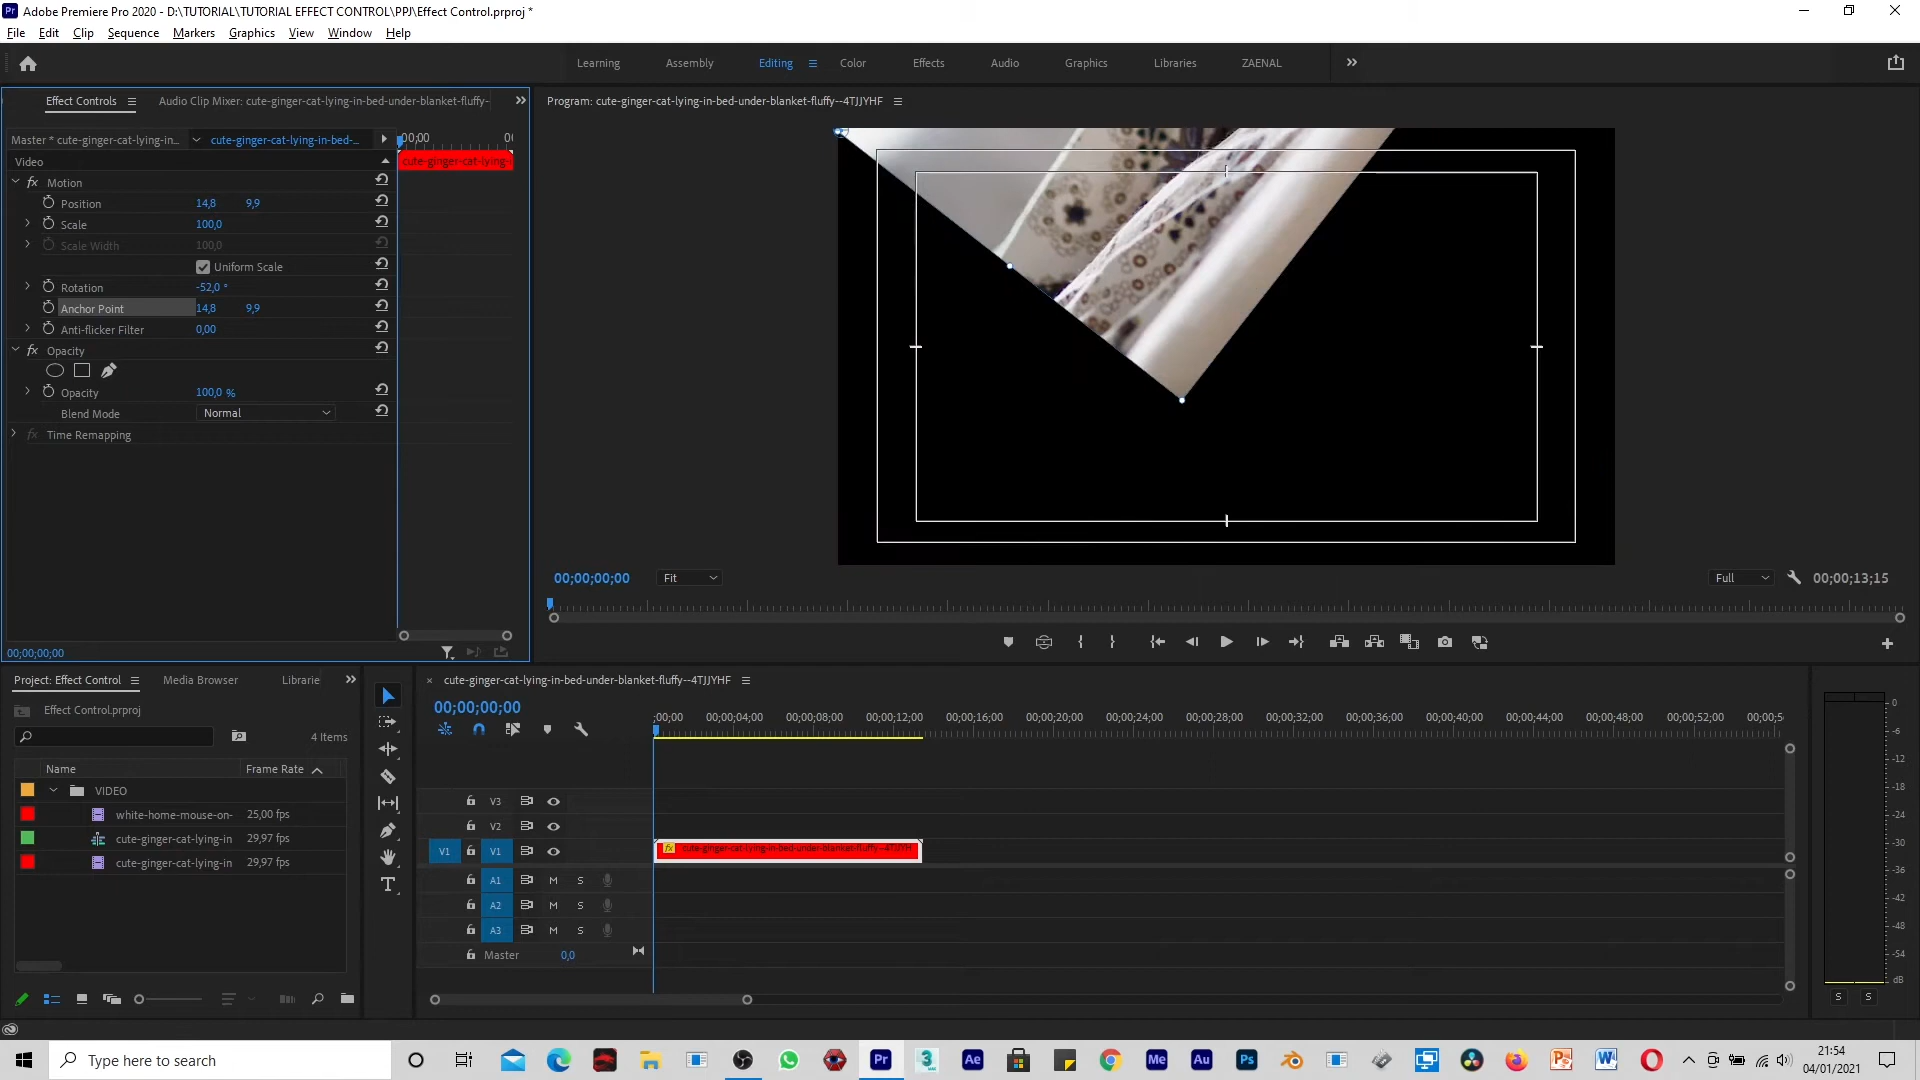 Adobe Premiere Pro 2020 - D:\TUTORIAL\TUTORIAL EFFECT CONTROL\PPJ\Effect Control.prproj *
File Edit Clip Sequence Markers Graphics View Window Help
Learning Assembly Editing Color Effects Audio Graphics Libraries ZAENAL
Effect Controls Audio Clip Mixer: cute-ginger-cat-lying-in-bed-under-blanket-fluffy-
Program: cute-ginger-cat-lying-in-bed-under-blanket-fluffy--4TJJYHF
Master * cute-ginger-cat-lying-in... cute-ginger-cat-lying-in-bed-... :00;00
Video cute-ginger-cat-lying-
fx Motion
Position 14,8 9,9
Scale 100,0
Scale Width 100,0
Uniform Scale
Rotation -52,0 °
Anchor Point 14,8 9,9
Anti-flicker Filter 0,00
fx Opacity
Opacity 100,0 %
Blend Mode Normal
fx Time Remapping
00;00;00;00 Fit Full 00;00;13;15
00;00;00;00
Project: Effect Control Media Browser Librarie
Effect Control.prproj
4 Items
Name Frame Rate
VIDEO
white-home-mouse-on- 25,00 fps
cute-ginger-cat-lying-in 29,97 fps
cute-ginger-cat-lying-in 29,97 fps
cute-ginger-cat-lying-in-bed-under-blanket-fluffy--4TJJYHF
00;00;00;00
;00;00 00;00;04;00 00;00;08;00 00;00;12;00 00;00;16;00 00;00;20;00 00;00;24;00 00;00;28;00 00;00;32;00 00;00;36;00 00;00;40;00 00;00;44;00 00;00;48;00 00;00;52;00 00;00;5
V3
V2
V1 V1 fx cute-ginger-cat-lying-in-bed-under-blanket-fluffy--4TJJYH
A1 M S
A2 M S
A3 M S
Master 0,0
0
-6
-12
-18
-24
-30
-36
-42
-48
-54
dB
S S
Type here to search
Pr Ae Me Au Ps
21:54
04/01/2021